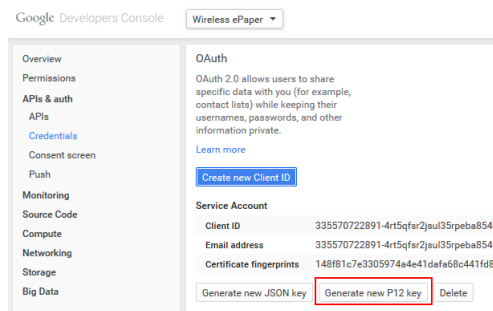 Google Developers Console
Wireless ePaper
Overview
Permissions
APIs & auth
APIs
Credentials
Consent screen
Push
Monitoring
Source Code
Compute
Networking
Storage
Big Data
OAuth
OAuth 2.0 allows users to share
specific data with you (for example,
contact lists) while keeping their
usernames, passwords, and other
information private.
Learn more
Create new Client ID
Service Account
Client ID 335570722891-4rt5qfsr2jsul35rpeba854
Email address 335570722891-4rt5qfsr2jsul35rpeba854
Certificate fingerprints 148f81c7e3305974a4e41dafa68c441fd8
Generate new JSON key Generate new P12 key Delete